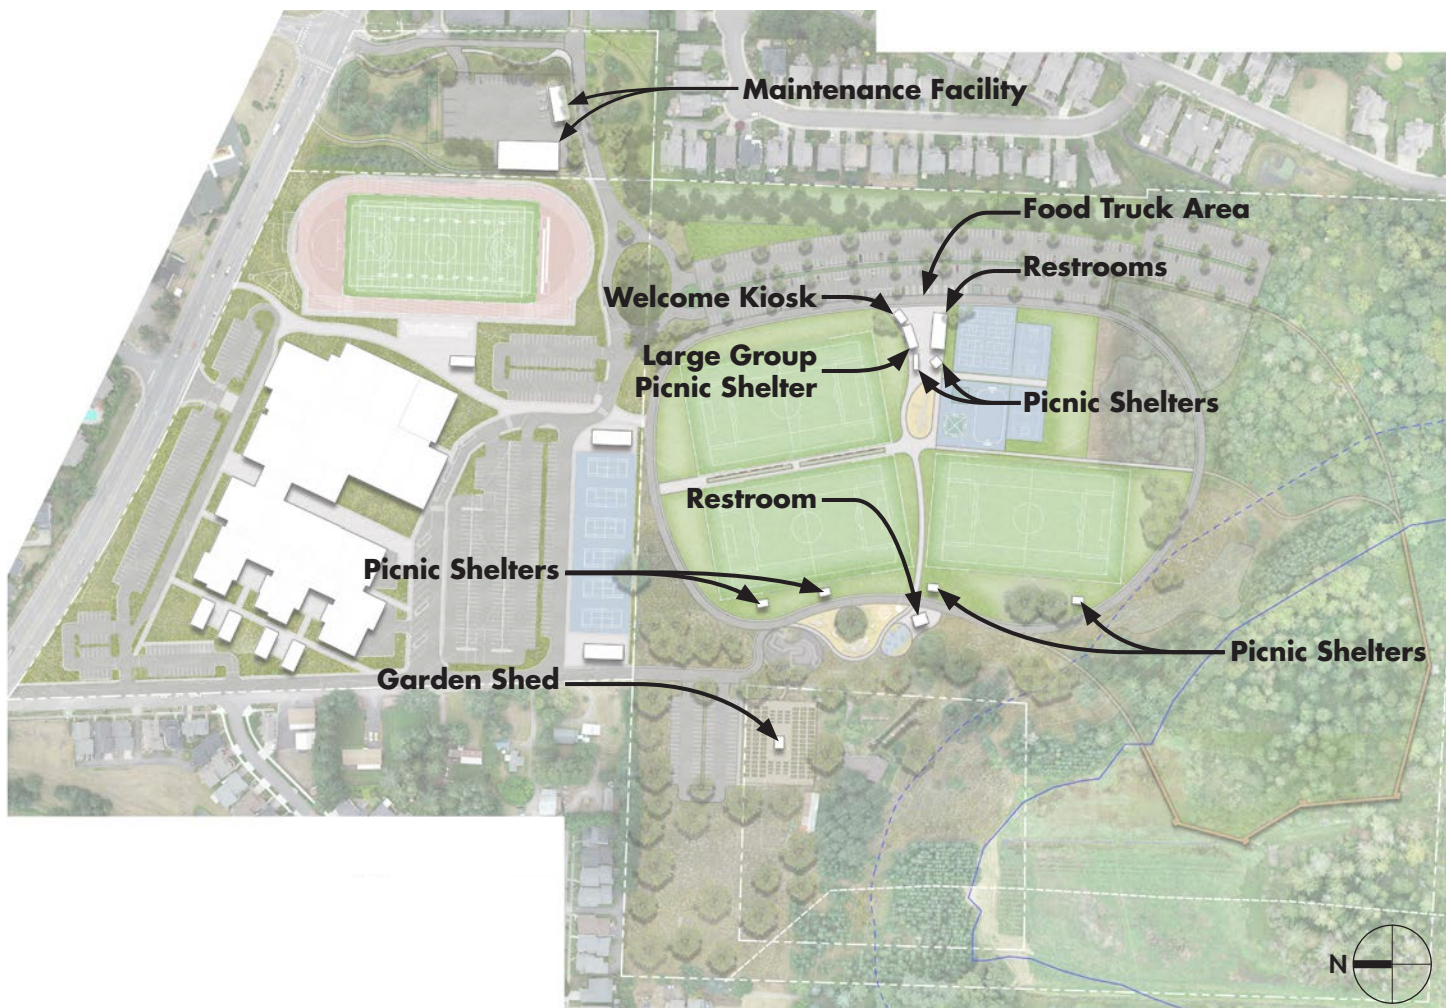 Maintenance Facility
Food Truck Area
Restrooms
Welcome Kiosk
Large Group
Picnic Shelter
Picnic Shelters
Restroom
Picnic Shelters
Picnic Shelters
Garden Shed
N